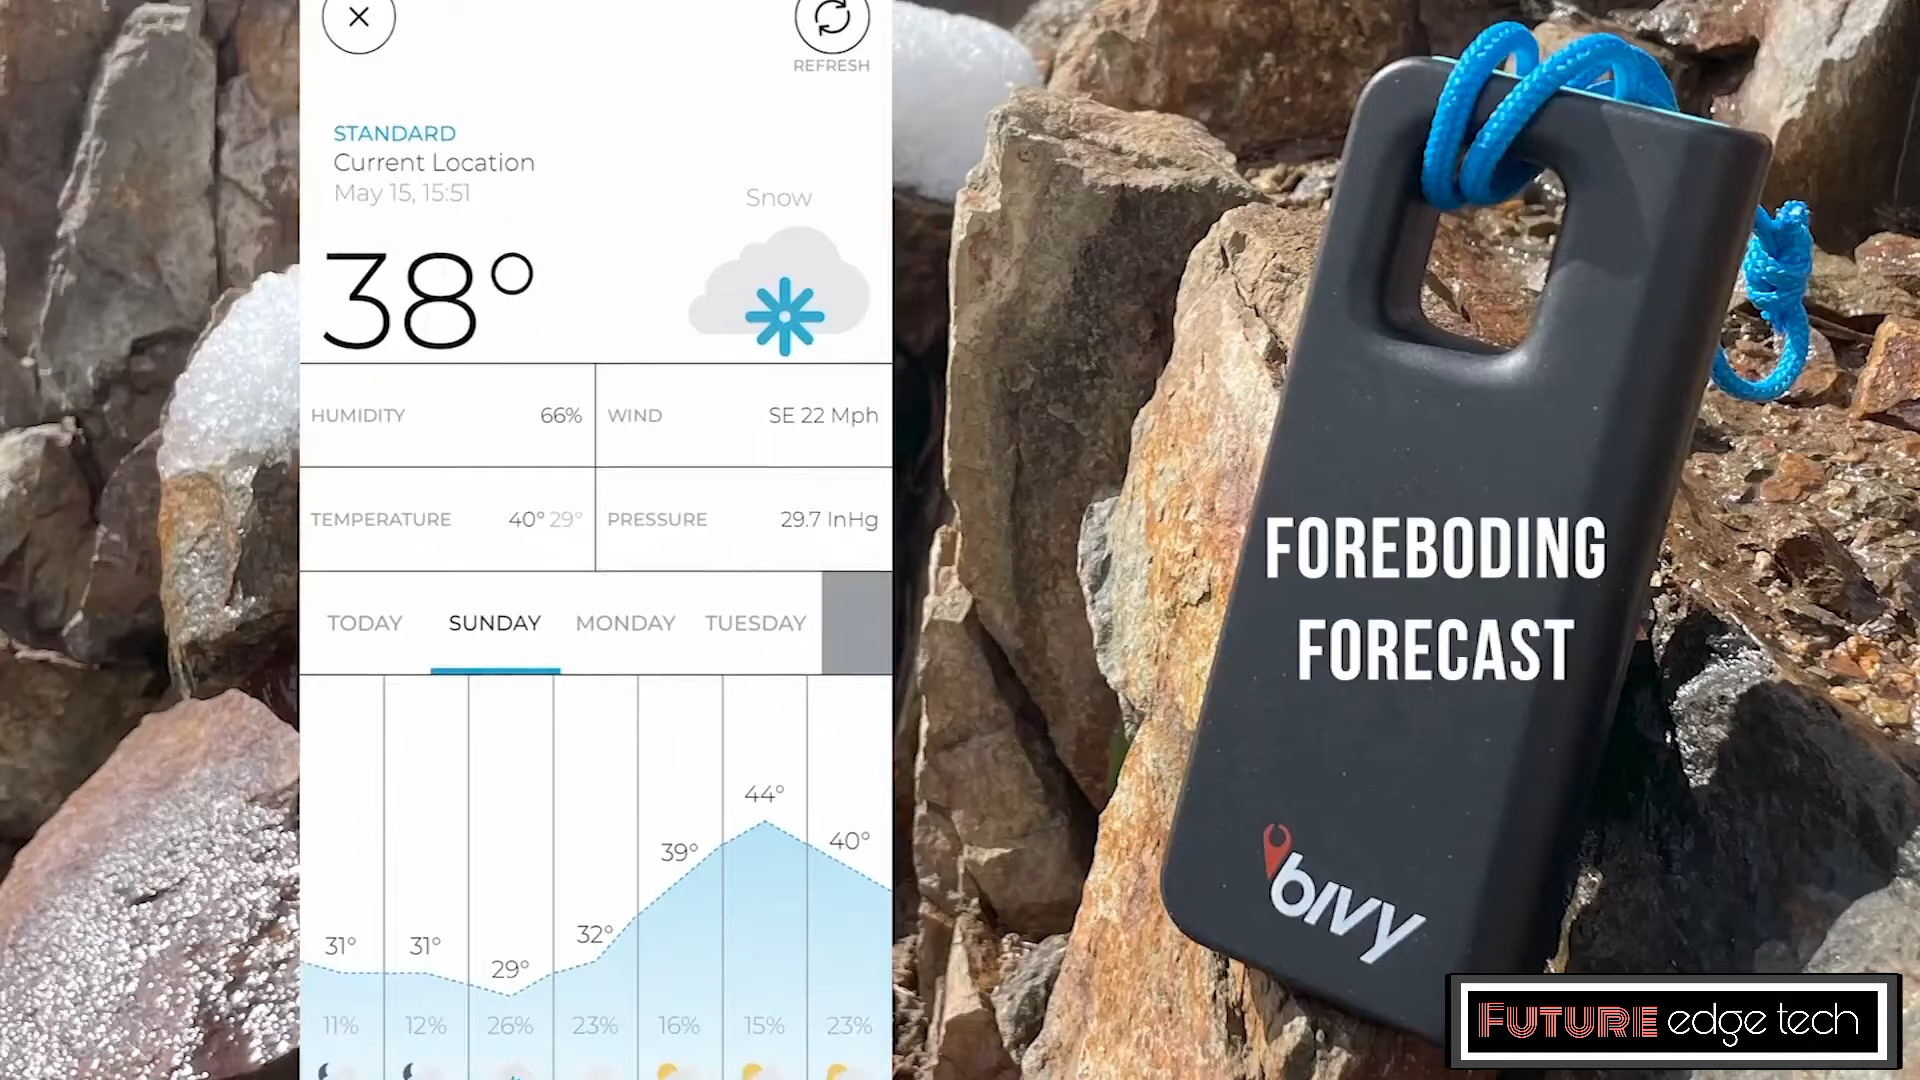 REFRESH
STANDARD
Current Location
May 15, 15:51
Snow
38°
HUMIDITY 66% WIND SE 22 Mph
TEMPERATURE 40° 29° PRESSURE 29.7 InHg
TODAY SUNDAY MONDAY TUESDAY
44°
39° 40°
31° 31° 29° 32°
11% 12% 26% 23% 16% 15% 23%
FOREBODING
FORECAST
bivy
FUTURE edge tech